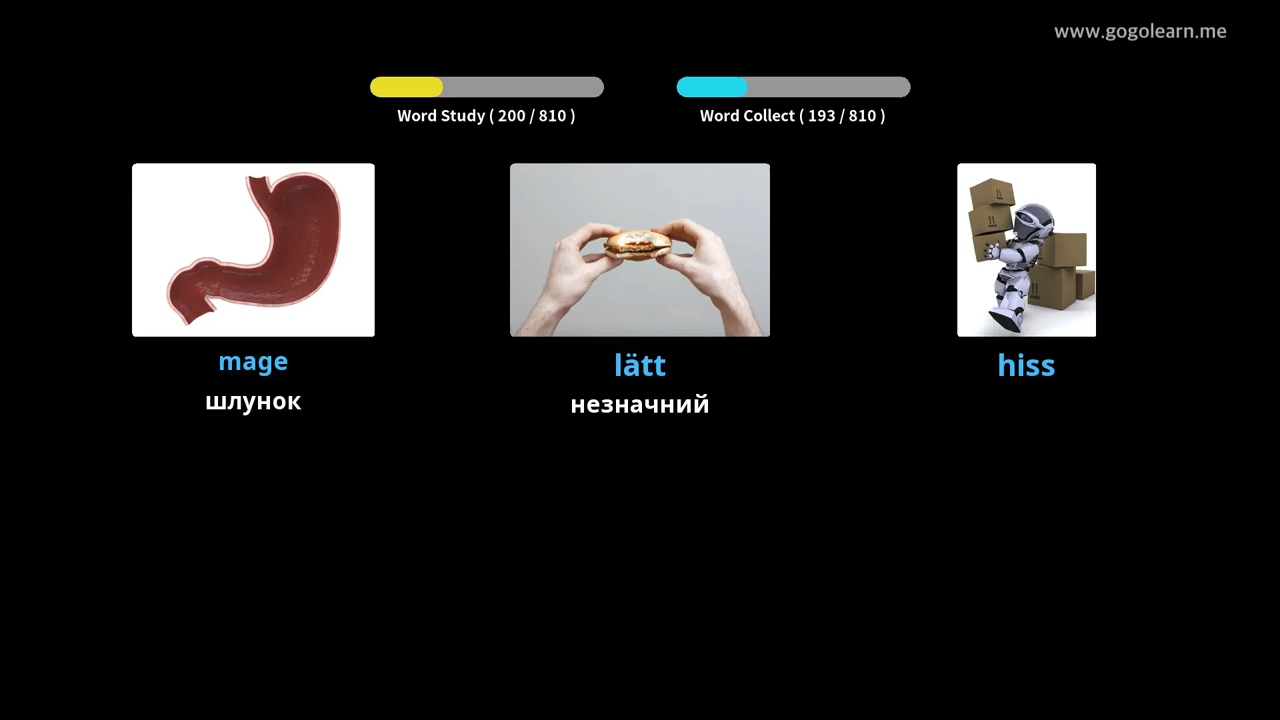 www.gogolearn.me
Word Study ( 200 / 810 )
Word Collect ( 193 / 810 )
mage
lätt
hiss
шлунок
незначний